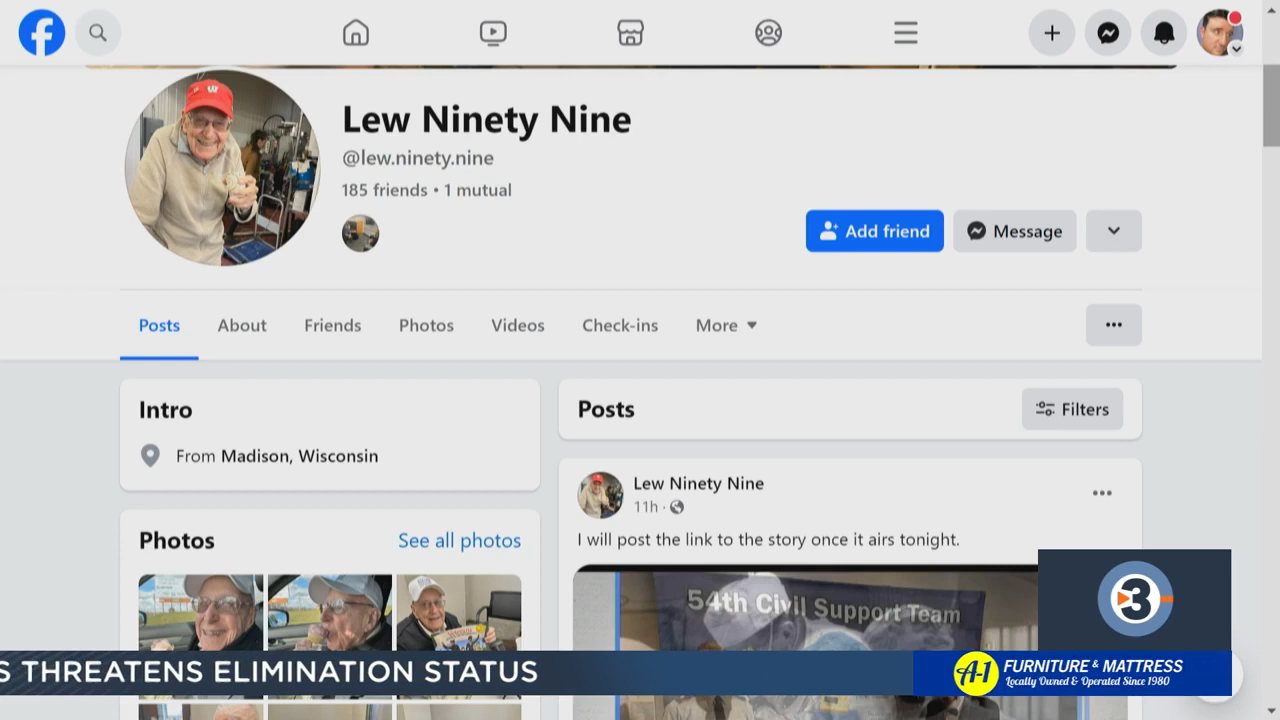 Lew Ninety Nine
@lew.ninety.nine
185 friends • 1 mutual
Add friend
Message
Posts
About
Friends
Photos
Videos
Check-ins
More
Intro
From Madison, Wisconsin
Posts
Filters
Lew Ninety Nine
11h
I will post the link to the story once it airs tonight.
Photos
See all photos
54th Civil Support Team
3
S THREATENS ELIMINATION STATUS
A-1
FURNITURE & MATTRESS
Locally Owned & Operated Since 1980